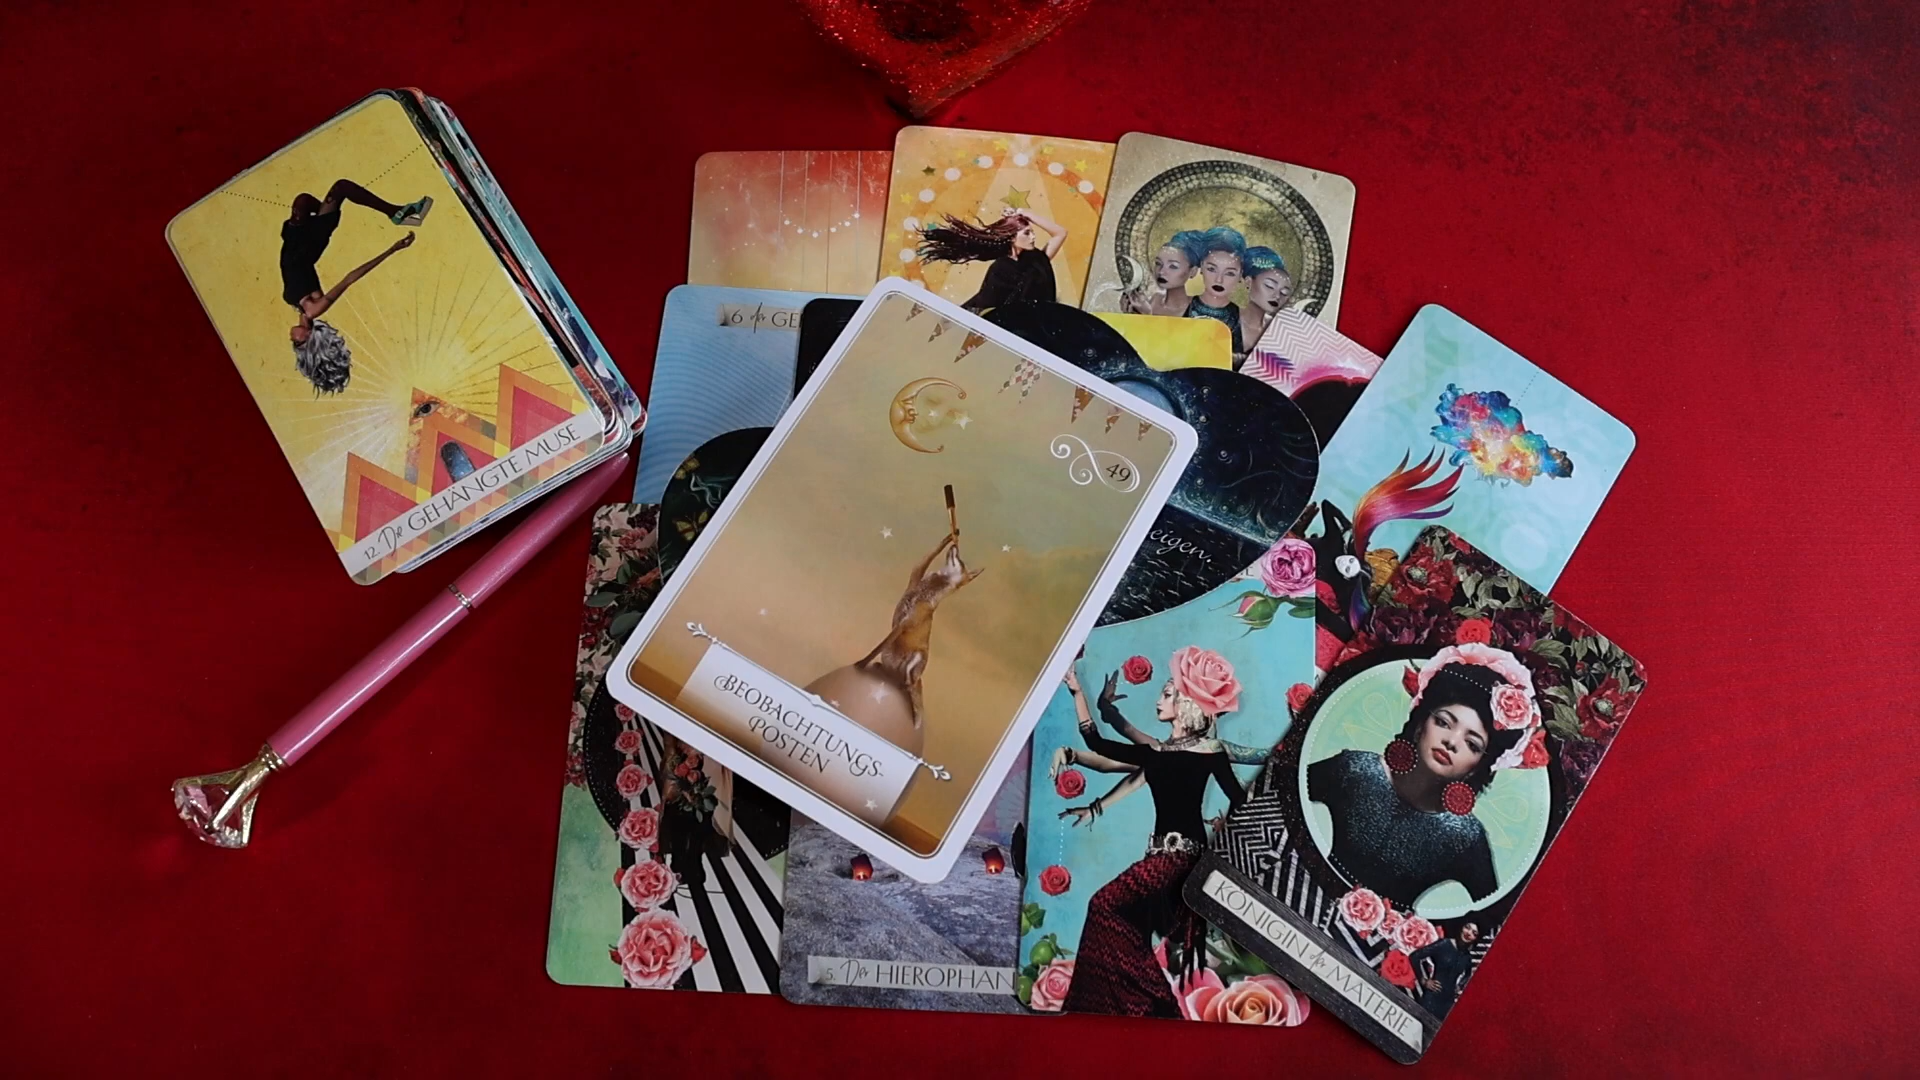 12. Die GEHÄNGTE MUSE
6 der GE
49
eigen.
BEOBACHTUNGS-
POSTEN
5. Der HIEROPHAN
KÖNIGIN der MATERIE